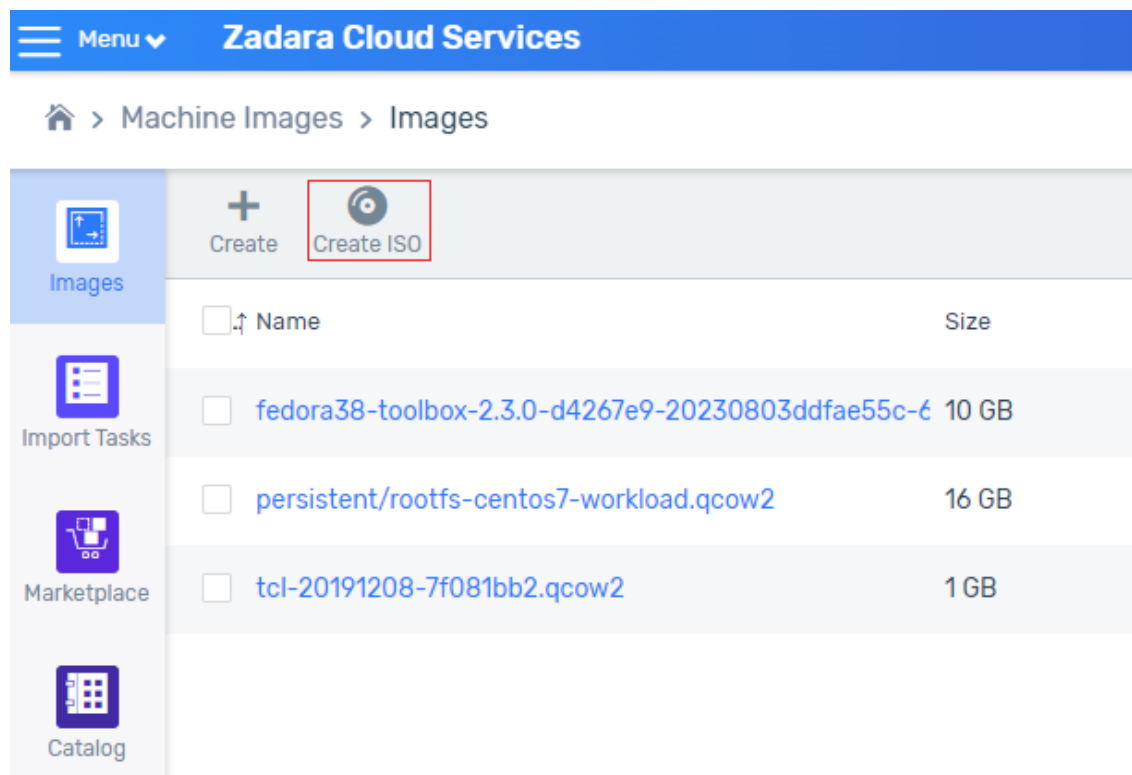 Menu Zadara Cloud Services
> Machine Images > Images
Create
Create ISO
Images
Name Size
fedora38-toolbox-2.3.0-d4267e9-20230803ddfae55c-6 10 GB
Import Tasks
persistent/rootfs-centos7-workload.qcow2 16 GB
Marketplace
tcl-20191208-7f081bb2.qcow2 1 GB
Catalog